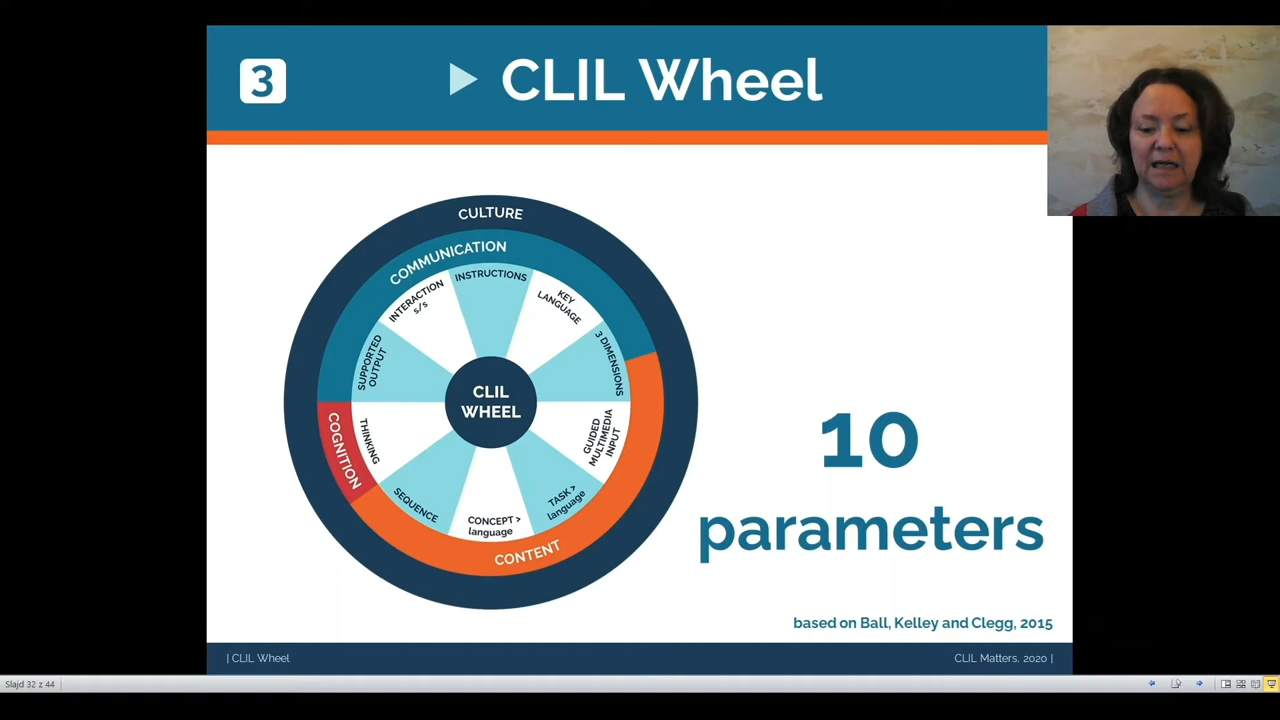 3
CLIL Wheel
CULTURE
COMMUNICATION
INSTRUCTIONS
KEY
LANGUAGE
3 DIMENSIONS
GUIDED
MULTIMEDIA
INPUT
TASK >
language
CONCEPT >
language
SEQUENCE
THINKING
SUPPORTED
OUTPUT
INTERACTION
s/s
COGNITION
CONTENT
CLIL
WHEEL
10
parameters
based on Ball, Kelley and Clegg, 2015
| CLIL Wheel
CLIL Matters, 2020 |
Slajd 32 z 44